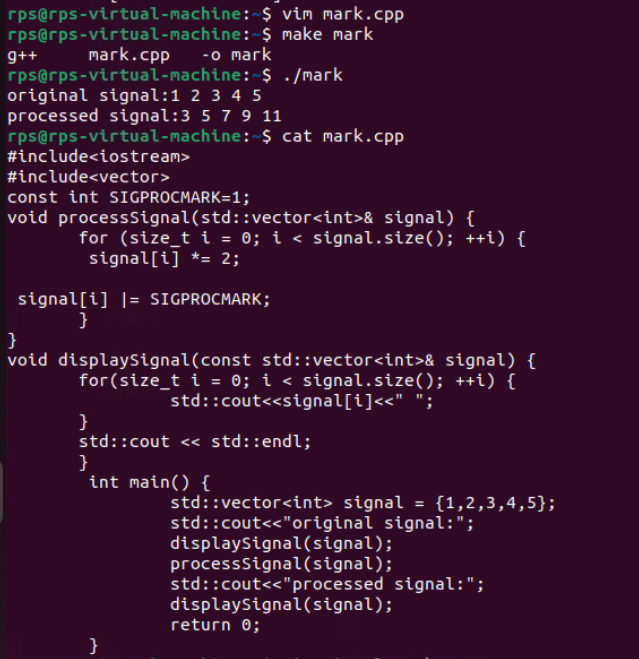 rps@rps-virtual-machine:~$ vim mark.cpp
rps@rps-virtual-machine:~$ make mark
g++     mark.cpp   -o mark
rps@rps-virtual-machine:~$ ./mark
original signal:1 2 3 4 5
processed signal:3 5 7 9 11
rps@rps-virtual-machine:~$ cat mark.cpp
#include<iostream>
#include<vector>
const int SIGPROCMARK=1;
void processSignal(std::vector<int>& signal) {
       for (size_t i = 0; i < signal.size(); ++i) {
        signal[i] *= 2;

 signal[i] |= SIGPROCMARK;
       }
}
void displaySignal(const std::vector<int>& signal) {
       for(size_t i = 0; i < signal.size(); ++i) {
                std::cout<<signal[i]<<" ";
       }
       std::cout << std::endl;
       }
        int main() {
                std::vector<int> signal = {1,2,3,4,5};
                std::cout<<"original signal:";
                displaySignal(signal);
                processSignal(signal);
                std::cout<<"processed signal:";
                displaySignal(signal);
                return 0;
        }